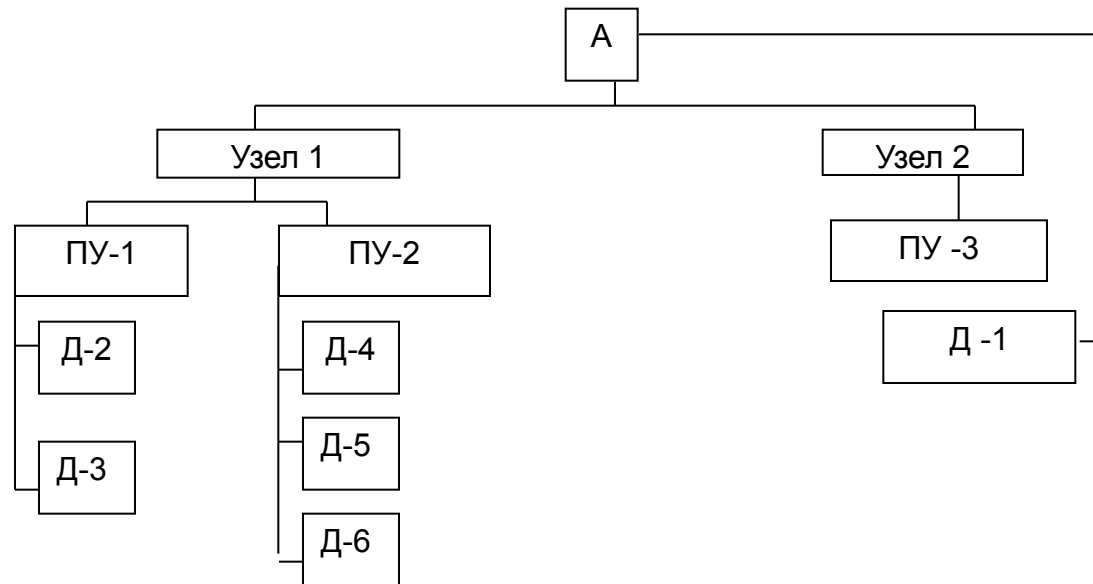 А
Узел 1
Узел 2
ПУ-1
ПУ-2
ПУ -3
Д-2
Д-4
Д -1
Д-3
Д-5
Д-6